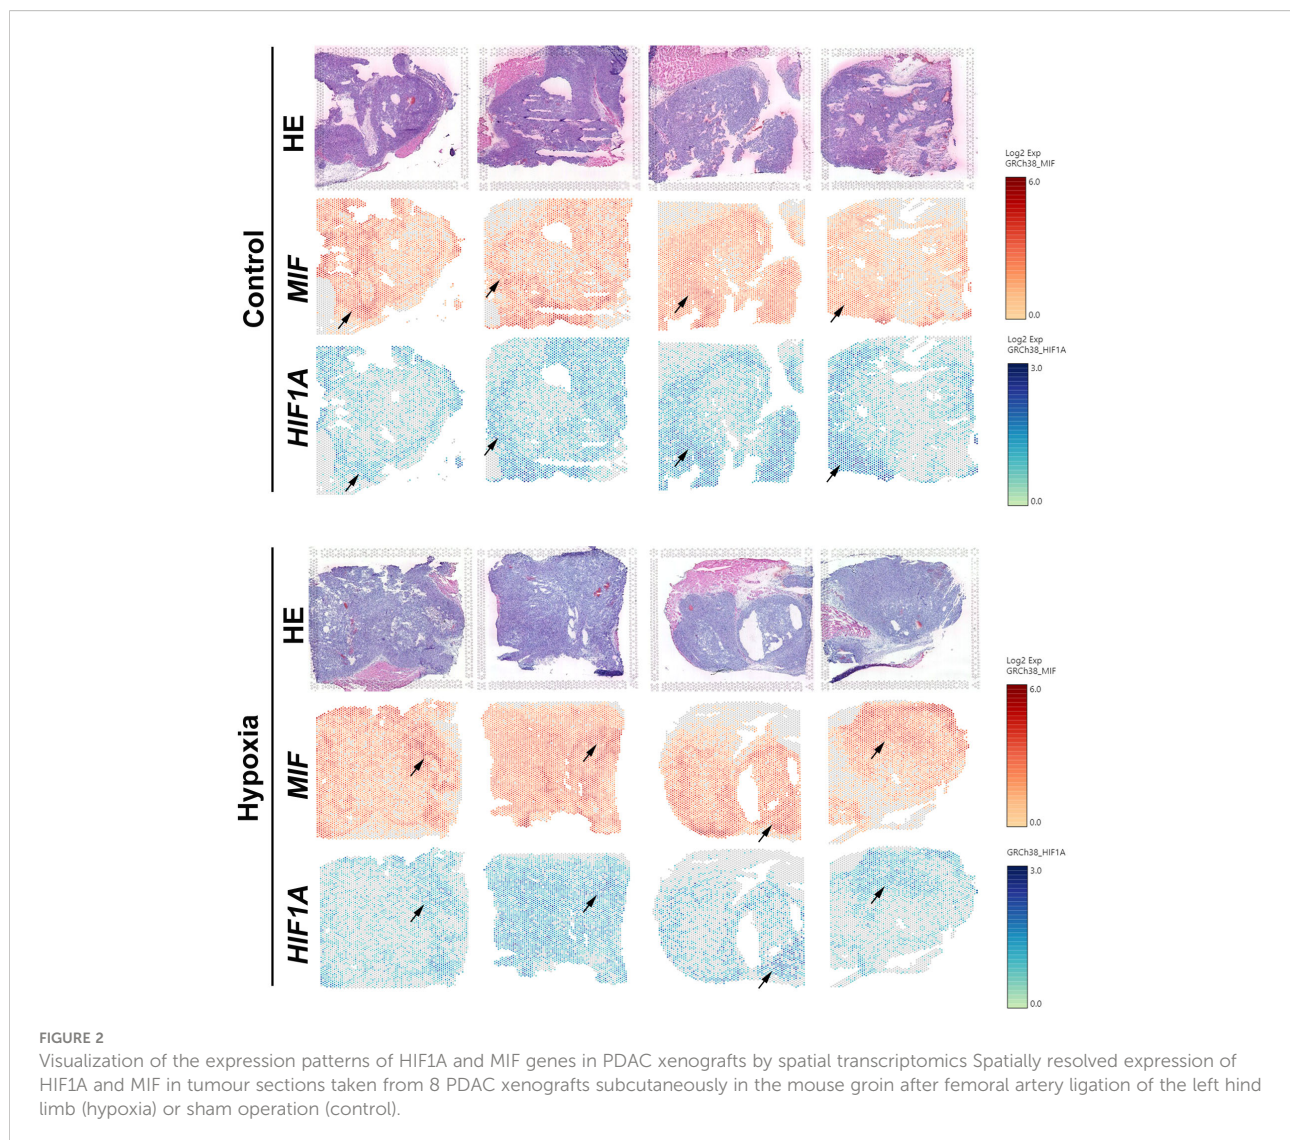 Control
HE
MIF
HIF1A
Log2 Exp
GRCh38_MIF
6.0
0.0
Log2 Exp
GRCh38_HIF1A
3.0
0.0
Hypoxia
HE
MIF
HIF1A
Log2 Exp
GRCh38_MIF
6.0
0.0
GRCh38_HIF1A
3.0
0.0
FIGURE 2
Visualization of the expression patterns of HIF1A and MIF genes in PDAC xenografts by spatial transcriptomics Spatially resolved expression of
HIF1A and MIF in tumour sections taken from 8 PDAC xenografts subcutaneously in the mouse groin after femoral artery ligation of the left hind
limb (hypoxia) or sham operation (control).